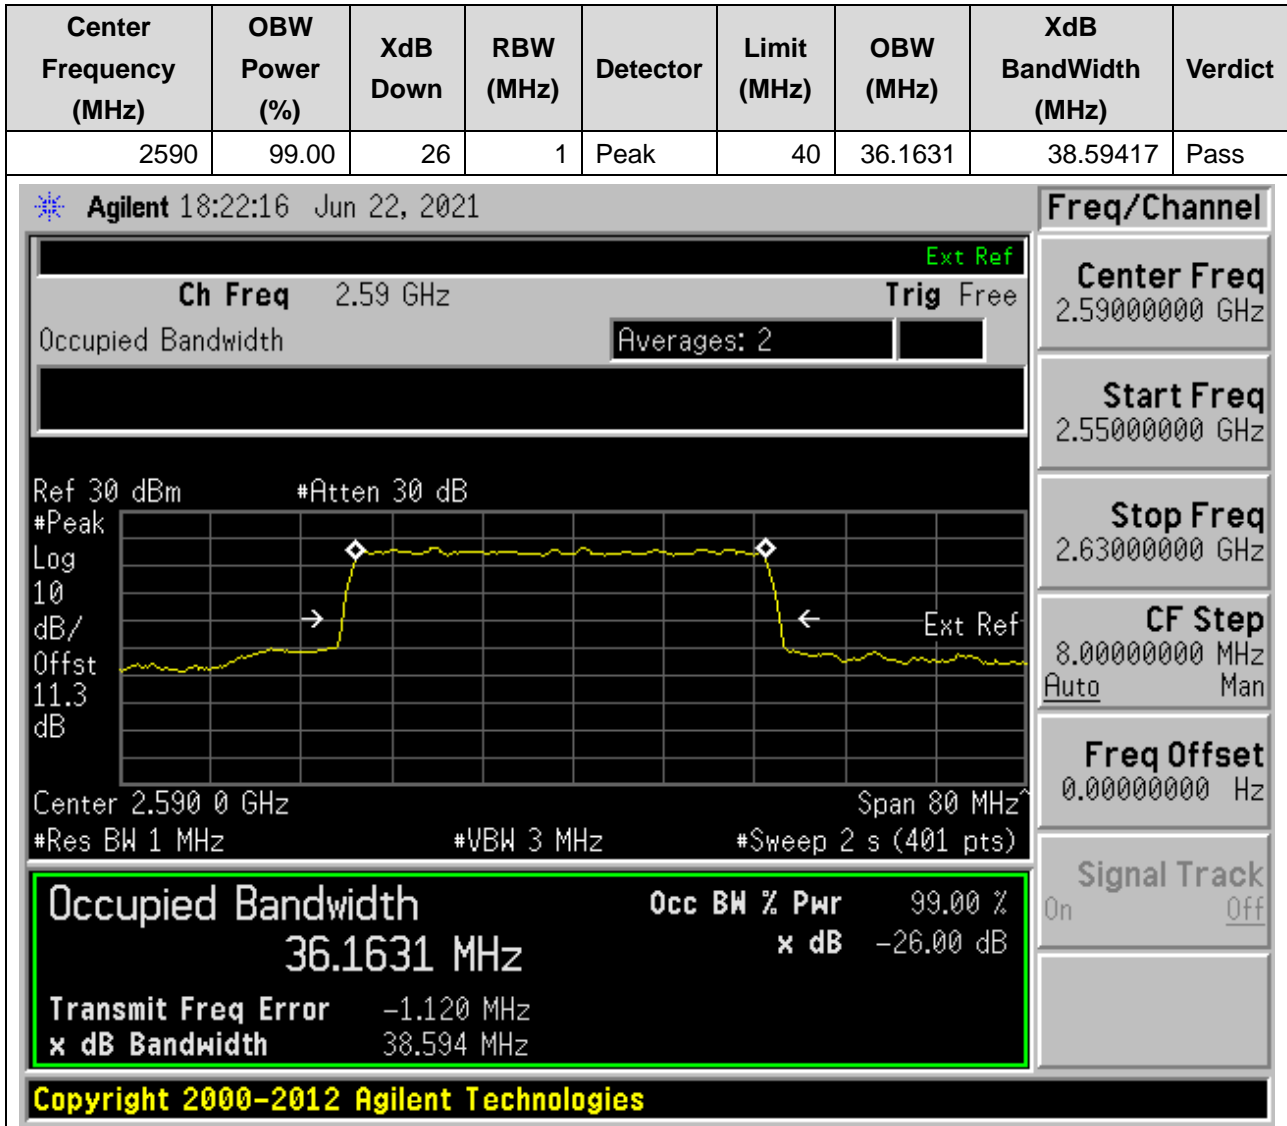 Center Frequency (MHz) OBW Power (%) XdB Down RBW (MHz) Detector Limit (MHz) OBW (MHz) XdB BandWidth (MHz) Verdict
2590 99.00 26 1 Peak 40 36.1631 38.59417 Pass
Agilent 18:22:16 Jun 22, 2021 Freq/Channel
Ext Ref
Ch Freq 2.59 GHz Trig Free
Occupied Bandwidth Averages: 2
Center Freq
2.59000000 GHz
Start Freq
2.55000000 GHz
Stop Freq
2.63000000 GHz
CF Step
8.00000000 MHz
Auto Man
Freq Offset
0.00000000 Hz
Signal Track
On Off
Ref 30 dBm #Atten 30 dB
#Peak
Log
10
dB/
Offst
11.3
dB
Ext Ref
Center 2.590 0 GHz Span 80 MHz^
#Res BW 1 MHz #VBW 3 MHz #Sweep 2 s (401 pts)
Occupied Bandwidth Occ BW % Pwr 99.00 %
36.1631 MHz x dB -26.00 dB
Transmit Freq Error -1.120 MHz
x dB Bandwidth 38.594 MHz
Copyright 2000-2012 Agilent Technologies